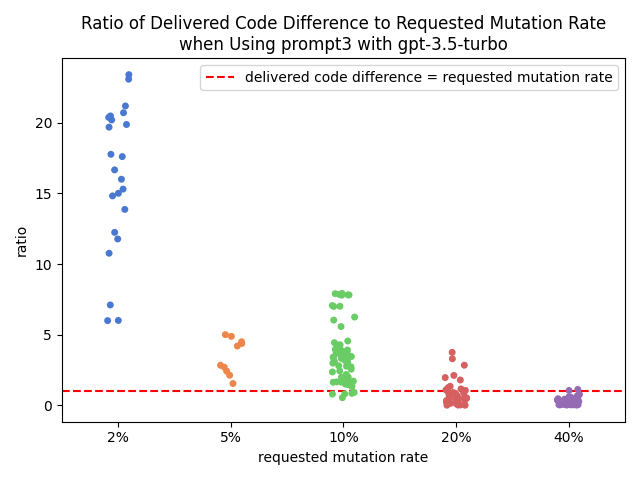 Ratio of Delivered Code Difference to Requested Mutation Rate
when Using prompt3 with gpt-3.5-turbo
delivered code difference = requested mutation rate
ratio
20
15
10
5
0
2%
5%
10%
20%
40%
requested mutation rate